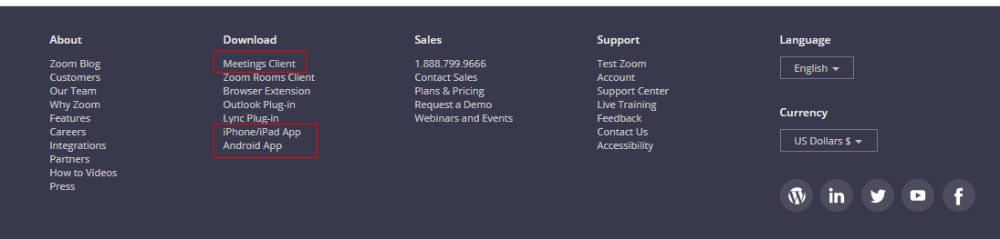 About
Zoom Blog
Customers
Our Team
Why Zoom
Features
Careers
Integrations
Partners
How to Videos
Press
Download
Meetings Client
Zoom Rooms Client
Browser Extension
Outlook Plug-in
Lync Plug-in
iPhone/iPad App
Android App
Sales
1.888.799.9666
Contact Sales
Plans & Pricing
Request a Demo
Webinars and Events
Support
Test Zoom
Account
Support Center
Live Training
Feedback
Contact Us
Accessibility
Language
English
Currency
US Dollars $